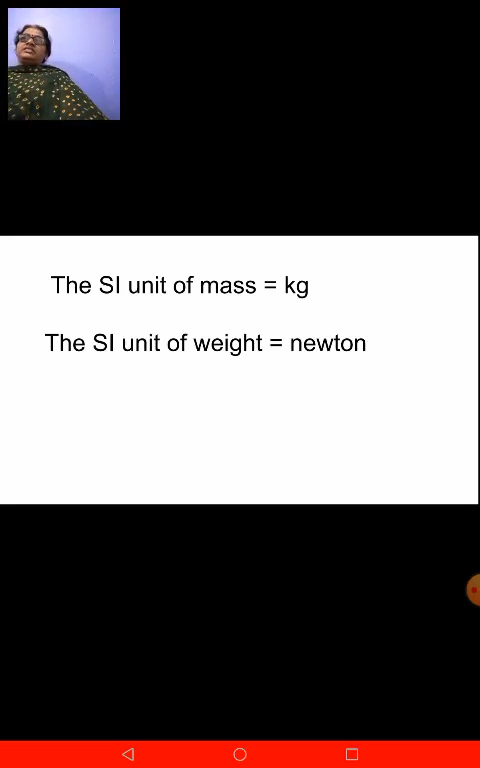 The SI unit of mass = kg
The SI unit of weight = newton